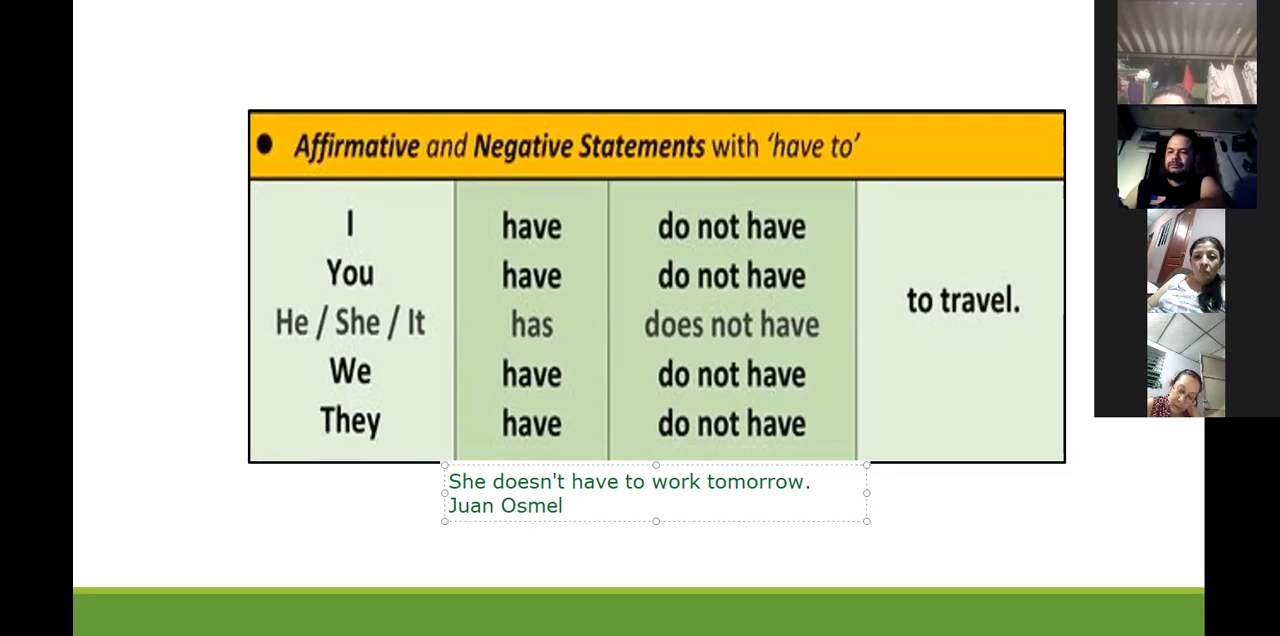 ● Affirmative and Negative Statements with ‘have to’
I have do not have
You have do not have
He / She / It has does not have
to travel.
We have do not have
They have do not have
She doesn't have to work tomorrow.
Juan Osmel